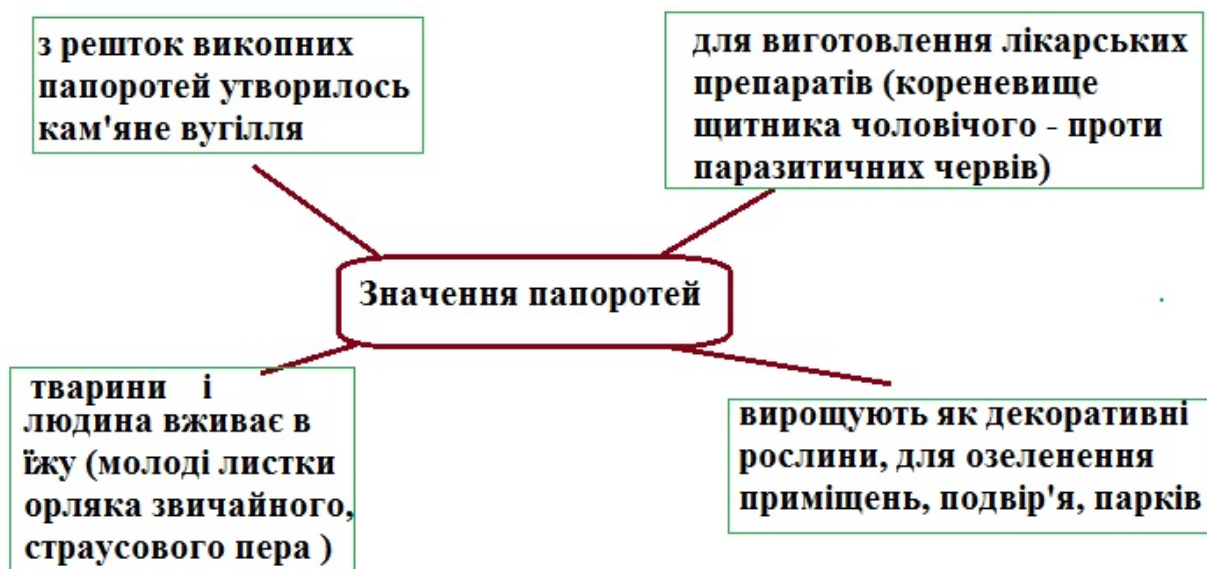 з решток викопних
папоротей утворилось
кам'яне вугілля
для виготовлення лікарських
препаратів (кореневище
щитника чоловічого - проти
паразитичних червів)
Значення папоротей
тварини і
людина вживає в
їжу (молоді листки
орляка звичайного,
страусового пера )
вирощують як декоративні
рослини, для озеленення
приміщень, подвір'я, парків